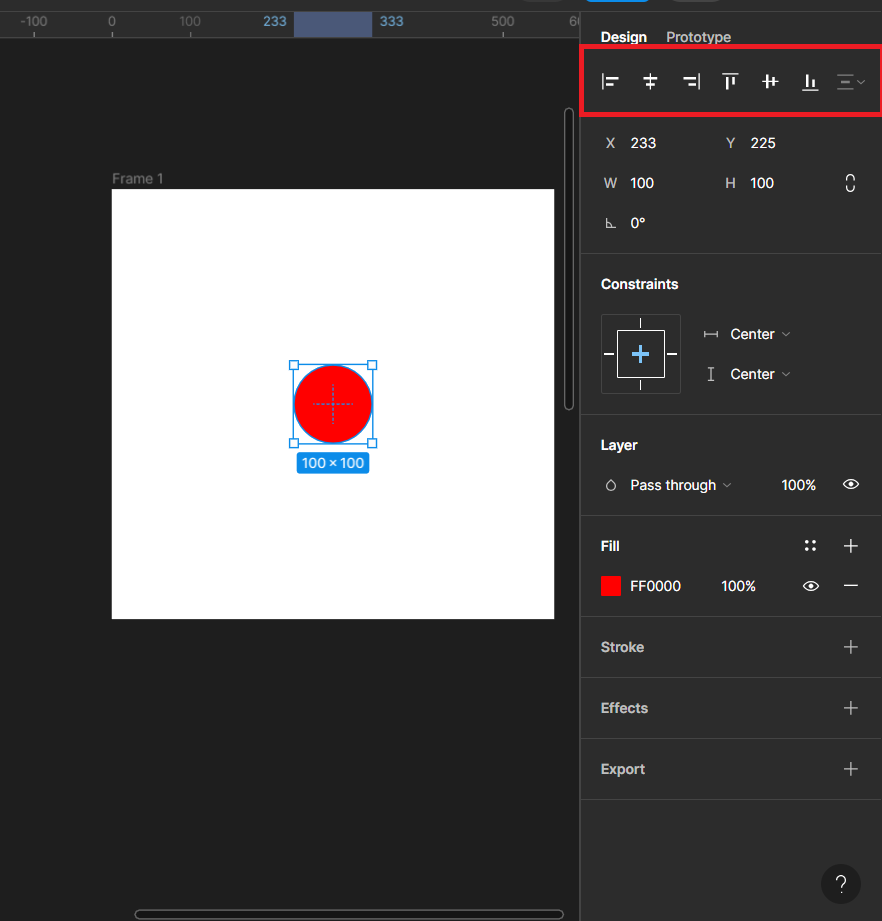 -100 0 100 233 333 500
Design Prototype
X 233 Y 225
Frame 1
W 100 H 100
0°
Constraints
Center
Center
100 × 100
Layer
Pass through 100%
Fill
FF0000 100%
Stroke
Effects
Export
?